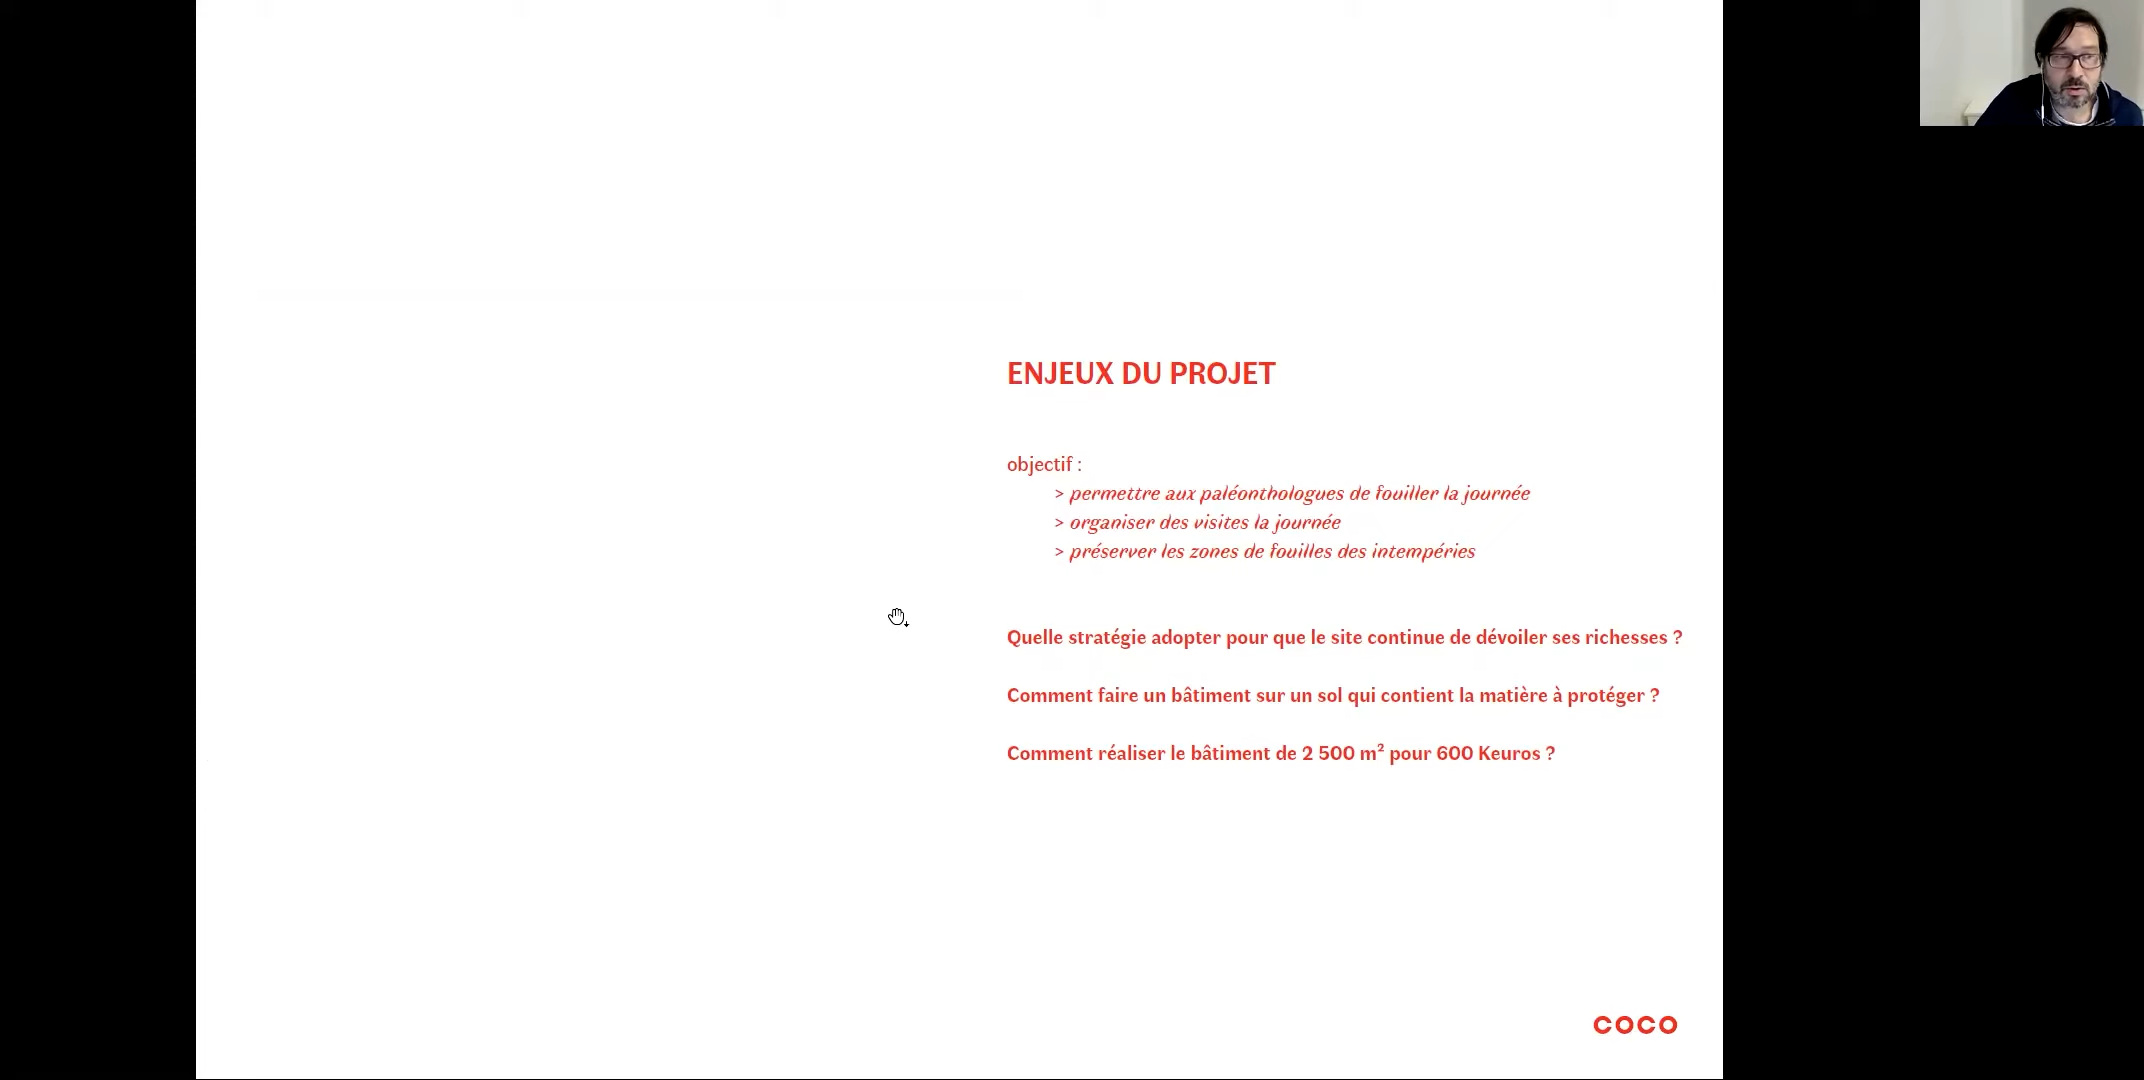 ENJEUX DU PROJET
objectif :
> permettre aux paléonthologues de fouiller la journée
> organiser des visites la journée
> préserver les zones de fouilles des intempéries
Quelle stratégie adopter pour que le site continue de dévoiler ses richesses ?
Comment faire un bâtiment sur un sol qui contient la matière à protéger ?
Comment réaliser le bâtiment de 2 500 m² pour 600 Keuros ?
COCO